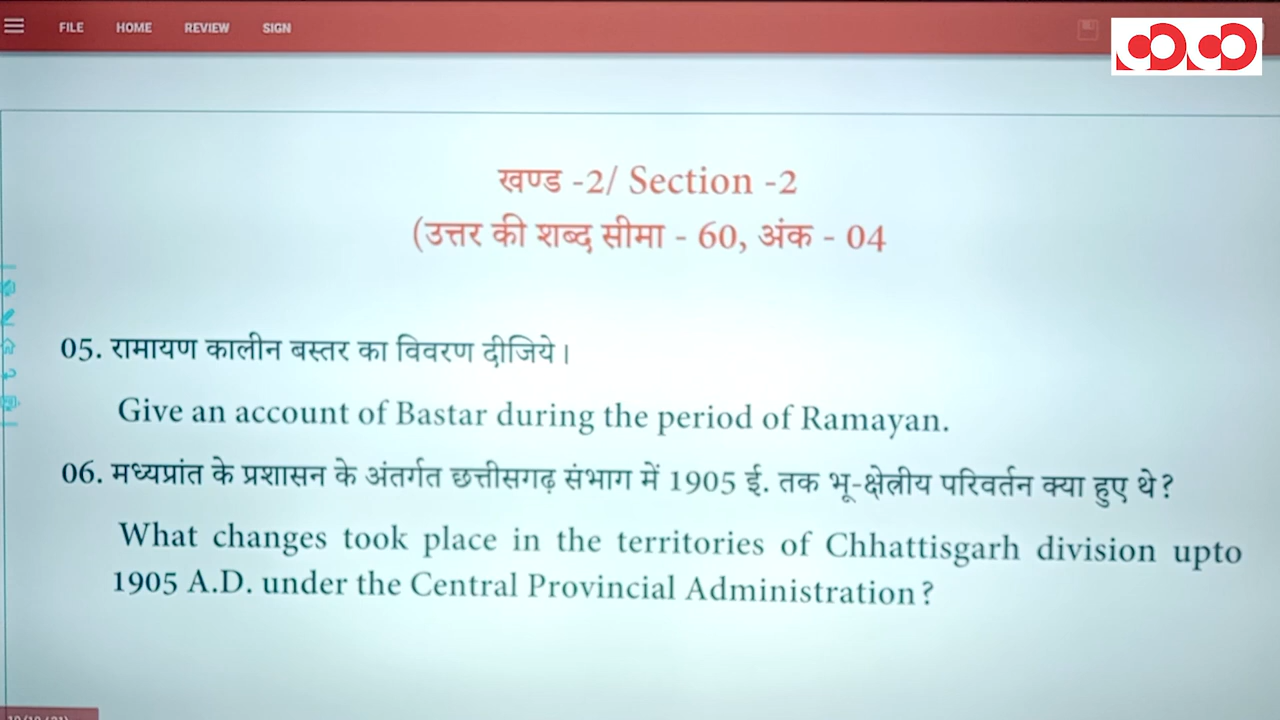 FILE HOME REVIEW SIGN
खण्ड -2/ Section -2
(उत्तर की शब्द सीमा - 60, अंक - 04
05. रामायण कालीन बस्तर का विवरण दीजिये।
Give an account of Bastar during the period of Ramayan.
06. मध्यप्रांत के प्रशासन के अंतर्गत छत्तीसगढ़ संभाग में 1905 ई. तक भू-क्षेत्रीय परिवर्तन क्या हुए थे?
What changes took place in the territories of Chhattisgarh division upto
1905 A.D. under the Central Provincial Administration?